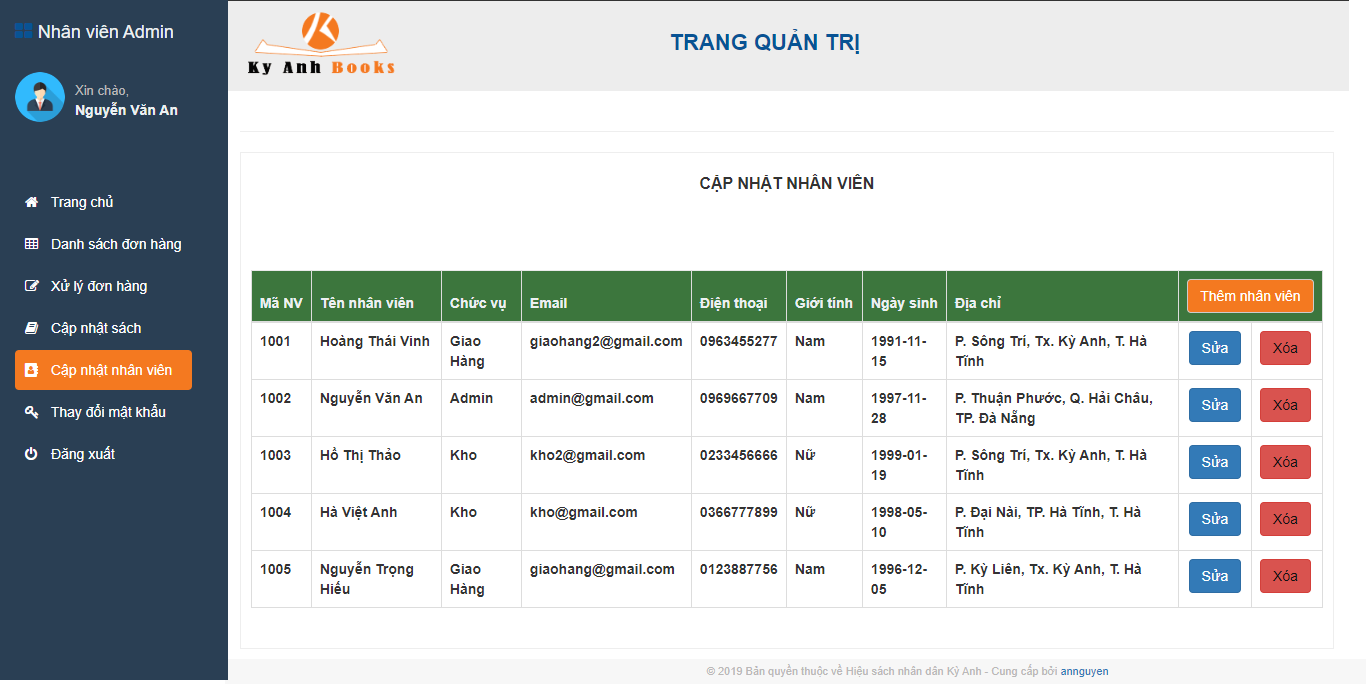 Nhân viên Admin
Xin chào,
Nguyễn Văn An
Trang chủ
Danh sách đơn hàng
Xử lý đơn hàng
Cập nhật sách
Cập nhật nhân viên
Thay đổi mật khẩu
Đăng xuất
Ky Anh Books
TRANG QUẢN TRỊ
CẬP NHẬT NHÂN VIÊN
Mã NV Tên nhân viên Chức vụ Email Điện thoại Giới tính Ngày sinh Địa chỉ Thêm nhân viên
1001 Hoàng Thái Vinh Giao giaohang2@gmail.com 0963455277 Nam 1991-11- P. Sông Trí, Tx. Kỳ Anh, T. Hà Sửa Xóa
Hàng 15 Tĩnh
1002 Nguyễn Văn An Admin admin@gmail.com 0969667709 Nam 1997-11- P. Thuận Phước, Q. Hải Châu, Sửa Xóa
28 TP. Đà Nẵng
1003 Hồ Thị Thảo Kho kho2@gmail.com 0233456666 Nữ 1999-01- P. Sông Trí, Tx. Kỳ Anh, T. Hà Sửa Xóa
19 Tĩnh
1004 Hà Việt Anh Kho kho@gmail.com 0366777899 Nữ 1998-05- P. Đại Nài, TP. Hà Tĩnh, T. Hà Sửa Xóa
10 Tĩnh
1005 Nguyễn Trọng Giao giaohang@gmail.com 0123887756 Nam 1996-12- P. Kỳ Liên, Tx. Kỳ Anh, T. Hà Sửa Xóa
Hiếu Hàng 05 Tĩnh
© 2019 Bản quyền thuộc về Hiệu sách nhân dân Kỳ Anh - Cung cấp bởi annguyen